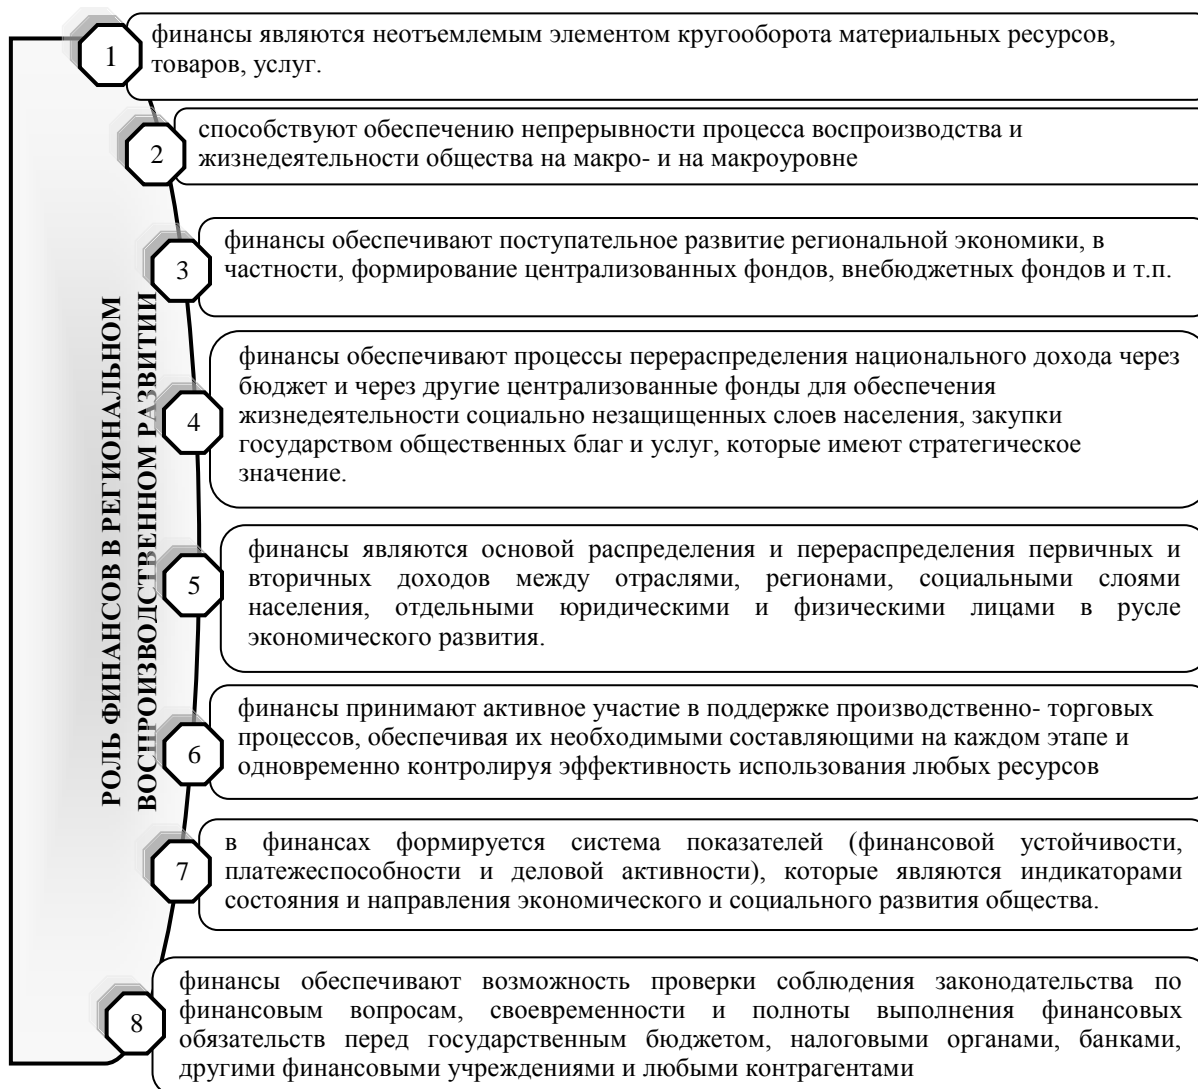 РОЛЬ ФИНАНСОВ В РЕГИОНАЛЬНОМ
ВОСПРОИЗВОДСТВЕННОМ РАЗВИТИИ
1
финансы являются неотъемлемым элементом кругооборота материальных ресурсов,
товаров, услуг.
2
способствуют обеспечению непрерывности процесса воспроизводства и
жизнедеятельности общества на макро- и на макроуровне
3
финансы обеспечивают поступательное развитие региональной экономики, в
частности, формирование централизованных фондов, внебюджетных фондов и т.п.
4
финансы обеспечивают процессы перераспределения национального дохода через
бюджет и через другие централизованные фонды для обеспечения
жизнедеятельности социально незащищенных слоев населения, закупки
государством общественных благ и услуг, которые имеют стратегическое
значение.
5
финансы являются основой распределения и перераспределения первичных и
вторичных доходов между отраслями, регионами, социальными слоями
населения, отдельными юридическими и физическими лицами в русле
экономического развития.
6
финансы принимают активное участие в поддержке производственно- торговых
процессов, обеспечивая их необходимыми составляющими на каждом этапе и
одновременно контролируя эффективность использования любых ресурсов
7
в финансах формируется система показателей (финансовой устойчивости,
платежеспособности и деловой активности), которые являются индикаторами
состояния и направления экономического и социального развития общества.
8
финансы обеспечивают возможность проверки соблюдения законодательства по
финансовым вопросам, своевременности и полноты выполнения финансовых
обязательств перед государственным бюджетом, налоговыми органами, банками,
другими финансовыми учреждениями и любыми контрагентами